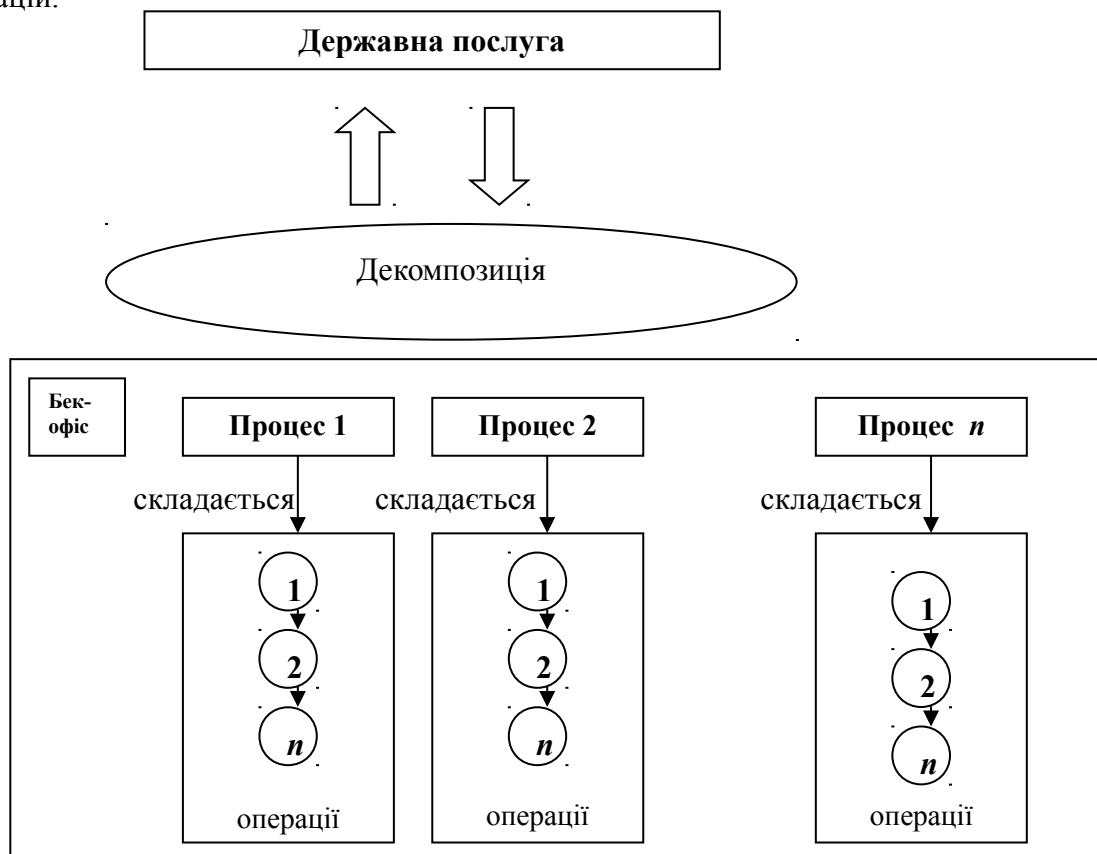 ацій.
Державна послуга
Декомпозиція
Бек-
офіс
Процес 1
Процес 2
Процес n
складається
складається
складається
1
1
1
2
2
2
n
n
n
операції
операції
операції